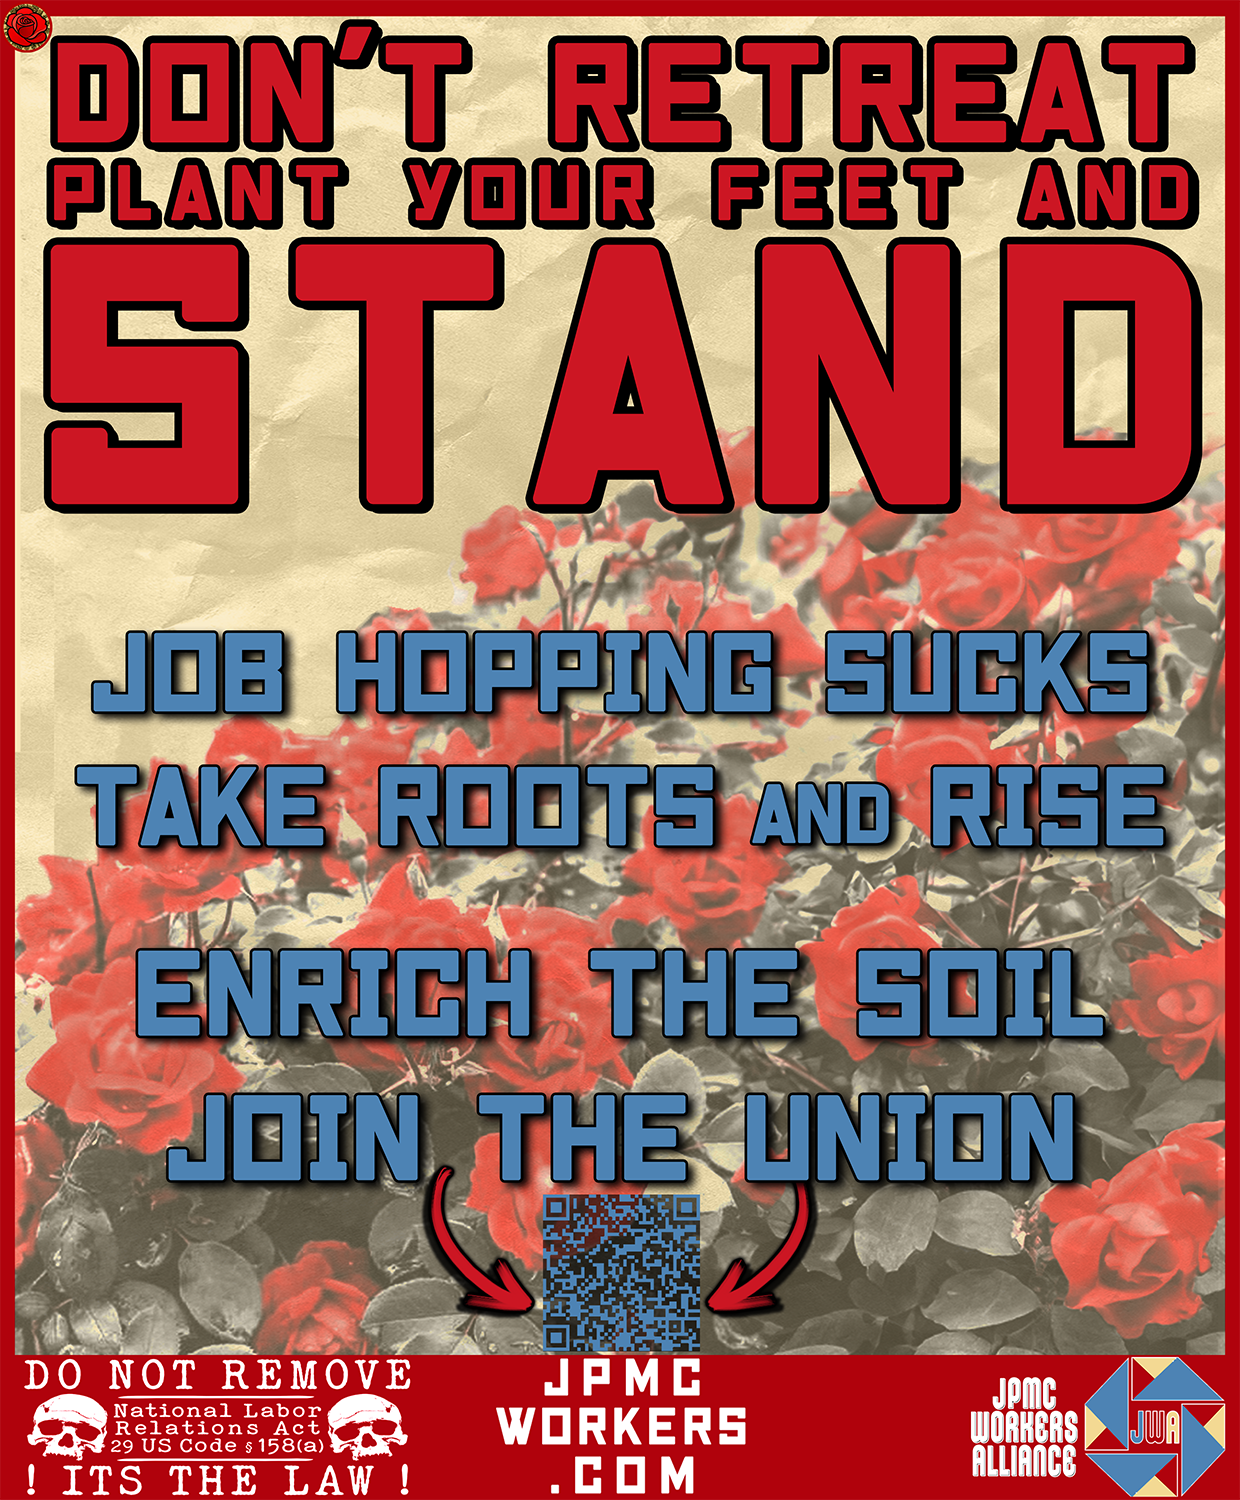 DON'T RETREAT
PLANT YOUR FEET AND
STAND
JOB HOPPING SUCKS
TAKE ROOTS AND RISE
ENRICH THE SOIL
JOIN THE UNION
DO NOT REMOVE
National Labor
Relations Act
29 US Code § 158(a)
! ITS THE LAW !
JPMC
WORKERS
.COM
JPMC
WORKERS
ALLIANCE
JWA